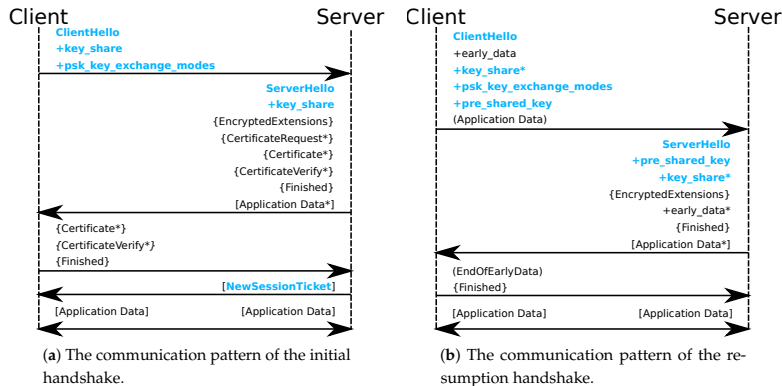 Client
Server
ClientHello
+key_share
+psk_key_exchange_modes
ServerHello
+key_share
{EncryptedExtensions}
{CertificateRequest*}
{Certificate*}
{CertificateVerify*}
{Finished}
[Application Data*]
{Certificate*}
{CertificateVerify*}
{Finished}
[NewSessionTicket]
[Application Data]
[Application Data]
(a) The communication pattern of the initial
handshake.
Client
Server
ClientHello
+early_data
+key_share*
+psk_key_exchange_modes
+pre_shared_key
(Application Data)
ServerHello
+pre_shared_key
+key_share*
{EncryptedExtensions}
+early_data*
{Finished}
[Application Data*]
(EndOfEarlyData)
{Finished}
[Application Data]
[Application Data]
(b) The communication pattern of the re-
sumption handshake.